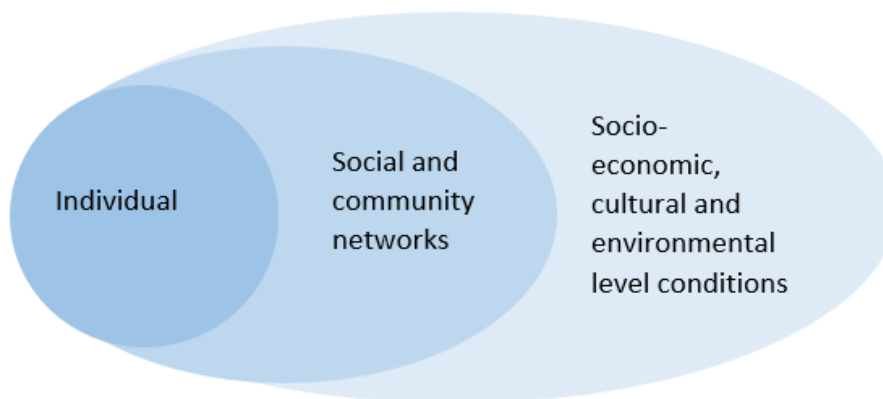 Individual
Social and
community
networks
Socio-
economic,
cultural and
environmental
level conditions